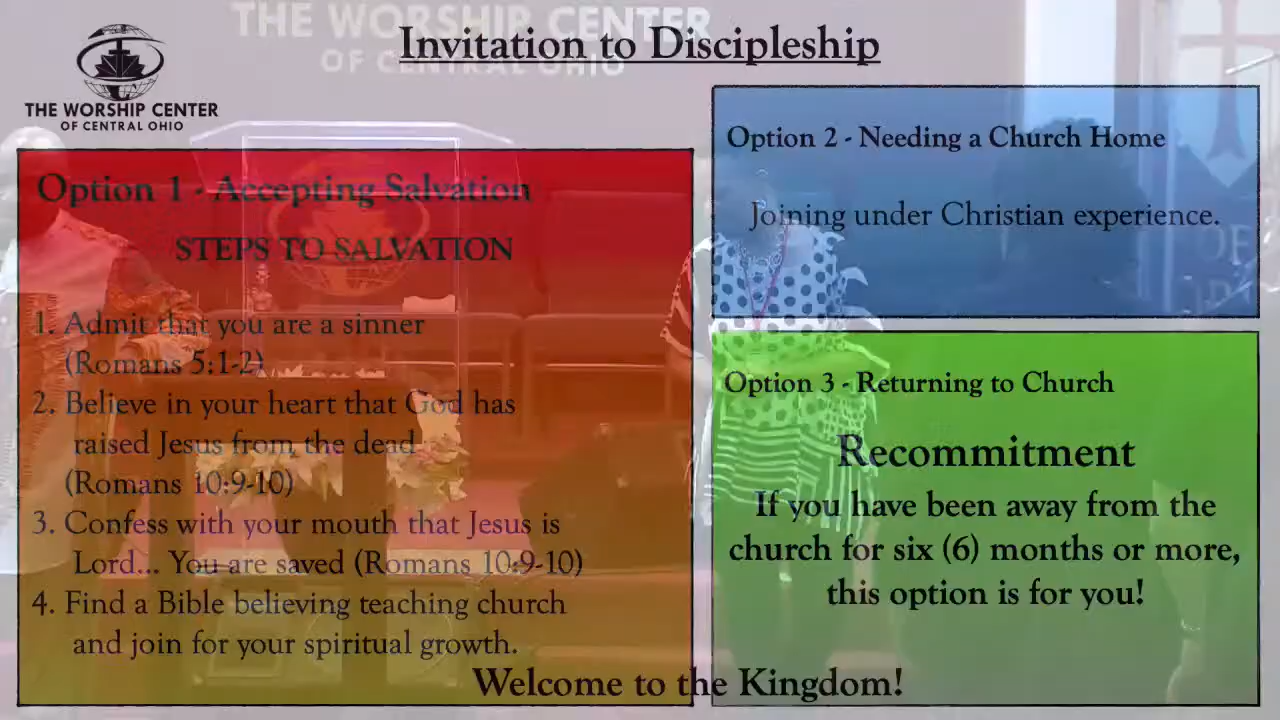 THE WORSHIP CENTER
OF CENTRAL OHIO
Invitation to Discipleship
THE WORSHIP CENTER
OF CENTRAL OHIO
Option 1 - Accepting Salvation
STEPS TO SALVATION
1. Admit that you are a sinner
(Romans 5:1-2)
2. Believe in your heart that God has
raised Jesus from the dead
(Romans 10:9-10)
3. Confess with your mouth that Jesus is
Lord... You are saved (Romans 10:9-10)
4. Find a Bible believing teaching church
and join for your spiritual growth.
Option 2 - Needing a Church Home
Joining under Christian experience.
Option 3 - Returning to Church
Recommitment
If you have been away from the
church for six (6) months or more,
this option is for you!
Welcome to the Kingdom!